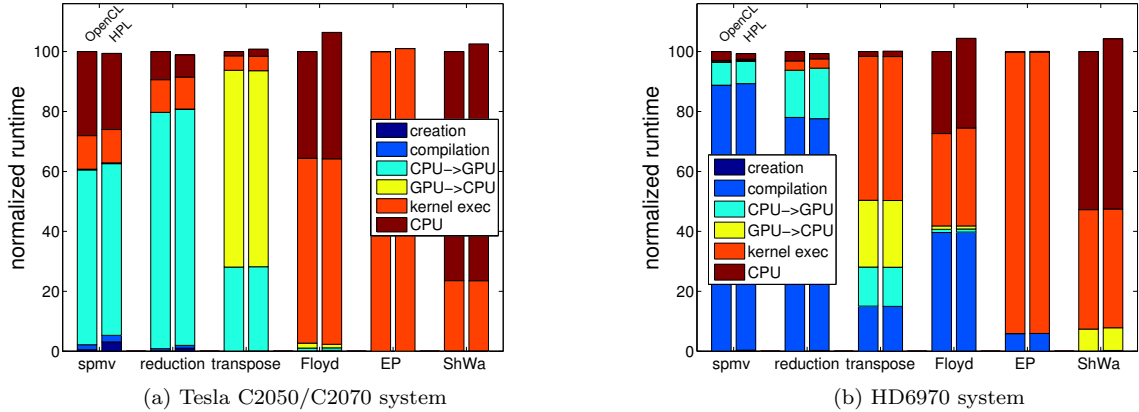 OpenCL
HPL
normalized runtime
100
80
60
40
20
0
creation
compilation
CPU->GPU
GPU->CPU
kernel exec
CPU
spmv reduction transpose Floyd EP ShWa
(a) Tesla C2050/C2070 system
OpenCL
HPL
normalized runtime
100
80
60
40
20
0
creation
compilation
CPU->GPU
GPU->CPU
kernel exec
CPU
spmv reduction transpose Floyd EP ShWa
(b) HD6970 system